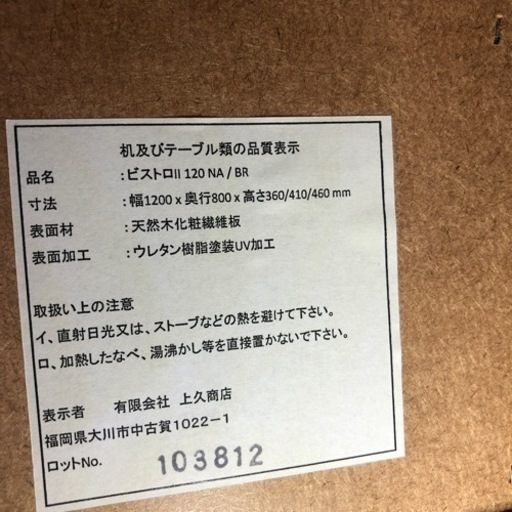 机及びテーブル類の品質表示
品名 :ビストロII 120 NA / BR
寸法 :幅1200 x 奥行800 x 高さ360/410/460 mm
表面材 :天然木化粧繊維板
表面加工 :ウレタン樹脂塗装UV加工
取扱い上の注意
イ、直射日光又は、ストーブなどの熱を避けて下さい。
ロ、加熱したなべ、湯沸かし等を直接置かないで下さい。
表示者 有限会社 上久商店
福岡県大川市中古賀1022-1
ロットNo. 103812